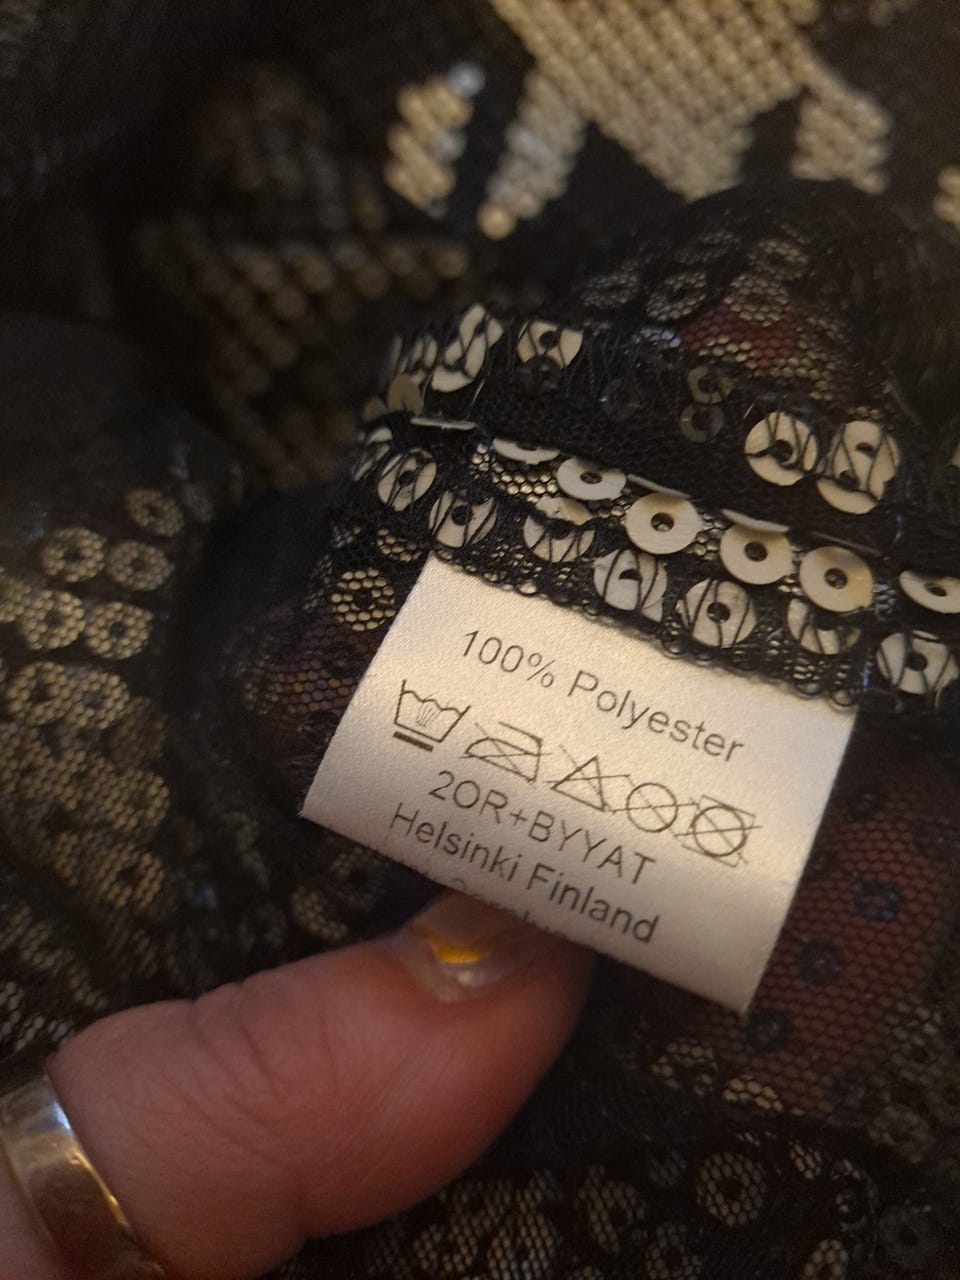 100% Polyester
2OR+BYYAT
Helsinki Finland